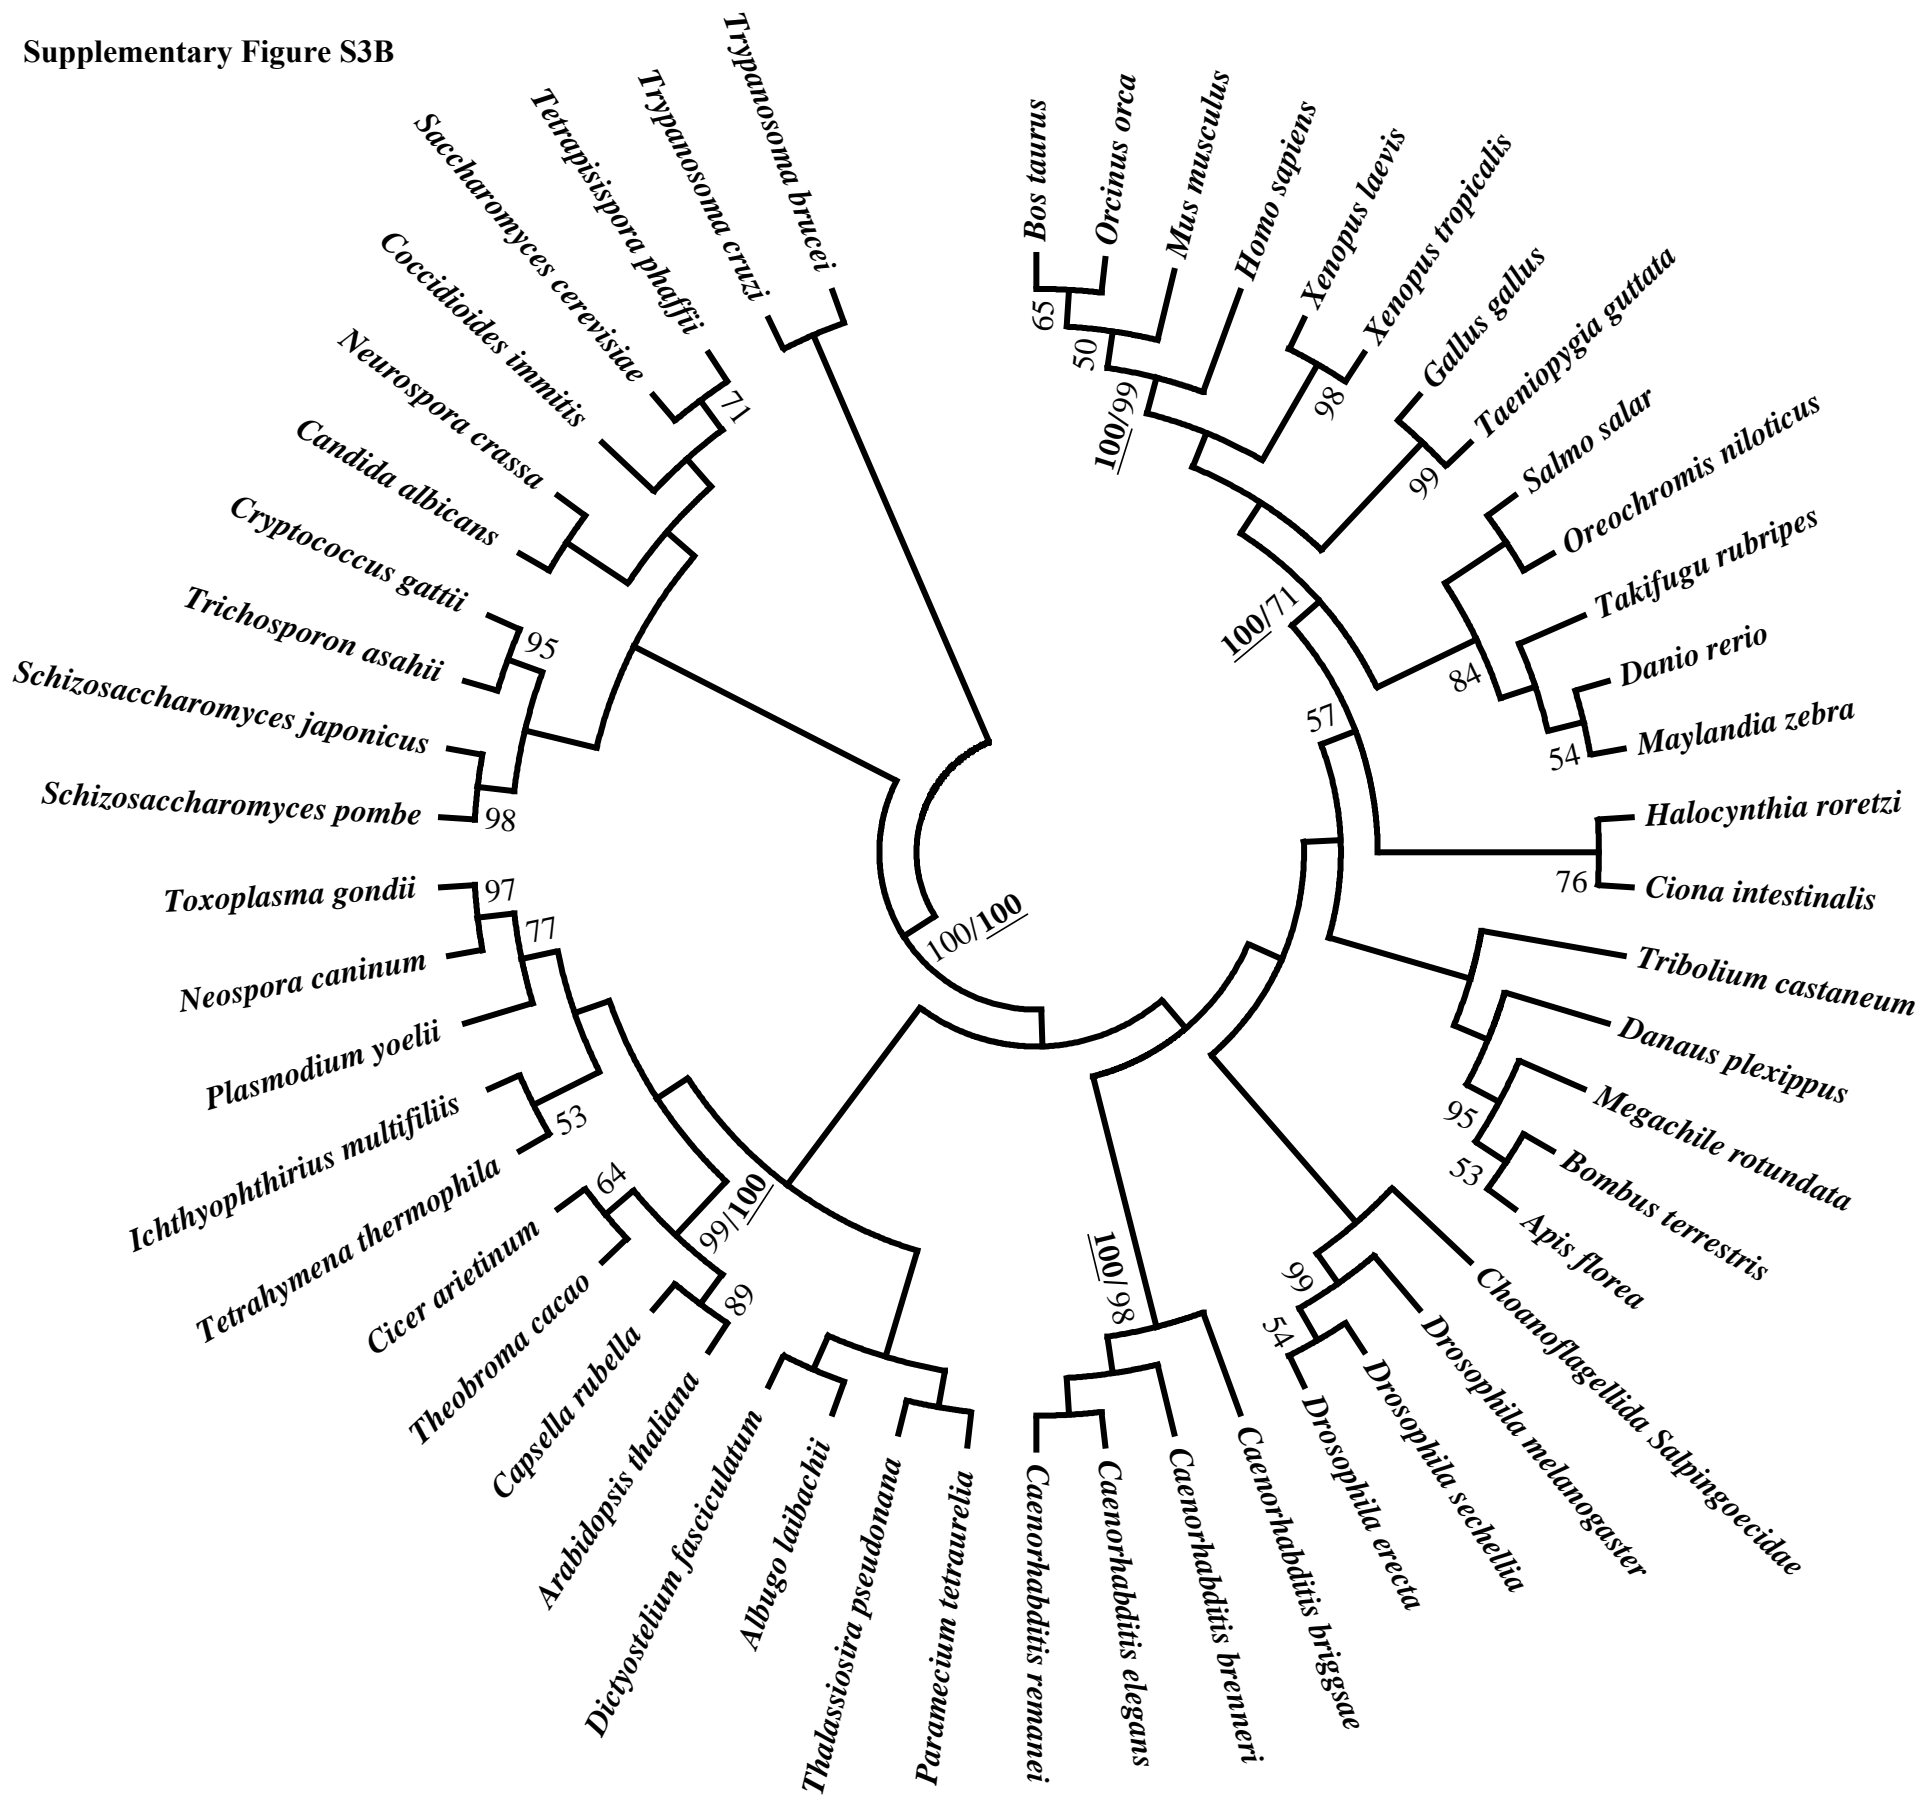 Supplementary Figure S3B
Bos taurus
Orcinus orca
Mus musculus
Homo sapiens
Xenopus laevis
Xenopus tropicalis
Gallus gallus
Taeniopygia guttata
Salmo salar
Oreochromis niloticus
Takifugu rubripes
Danio rerio
Maylandia zebra
Halocynthia roretzi
Ciona intestinalis
Tribolium castaneum
Danaus plexippus
Megachile rotundata
Bombus terrestris
Apis florea
Choanoflagellida Salpingoecidae
Drosophila melanogaster
Drosophila sechellia
Drosophila erecta
Caenorhabditis briggsae
Caenorhabditis brenneri
Caenorhabditis elegans
Caenorhabditis remanei
Paramecium tetraurelia
Thalassiosira pseudonana
Albugo laibachii
Dictyostelium fasciculatum
Arabidopsis thaliana
Capsella rubella
Theobroma cacao
Cicer arietinum
Tetrahymena thermophila
Ichthyophthirius multifiliis
Plasmodium yoelii
Neospora caninum
Toxoplasma gondii
Schizosaccharomyces pombe
Schizosaccharomyces japonicus
Trichosporon asahii
Cryptococcus gattii
Candida albicans
Neurospora crassa
Coccidioides immitis
Saccharomyces cerevisiae
Tetrapisispora phaffii
Trypanosoma cruzi
Trypanosoma brucei
65
50
100/99
98
99
100/71
84
54
57
76
95
53
99
54
100/98
100/100
99/100
89
64
53
77
97
98
95
71